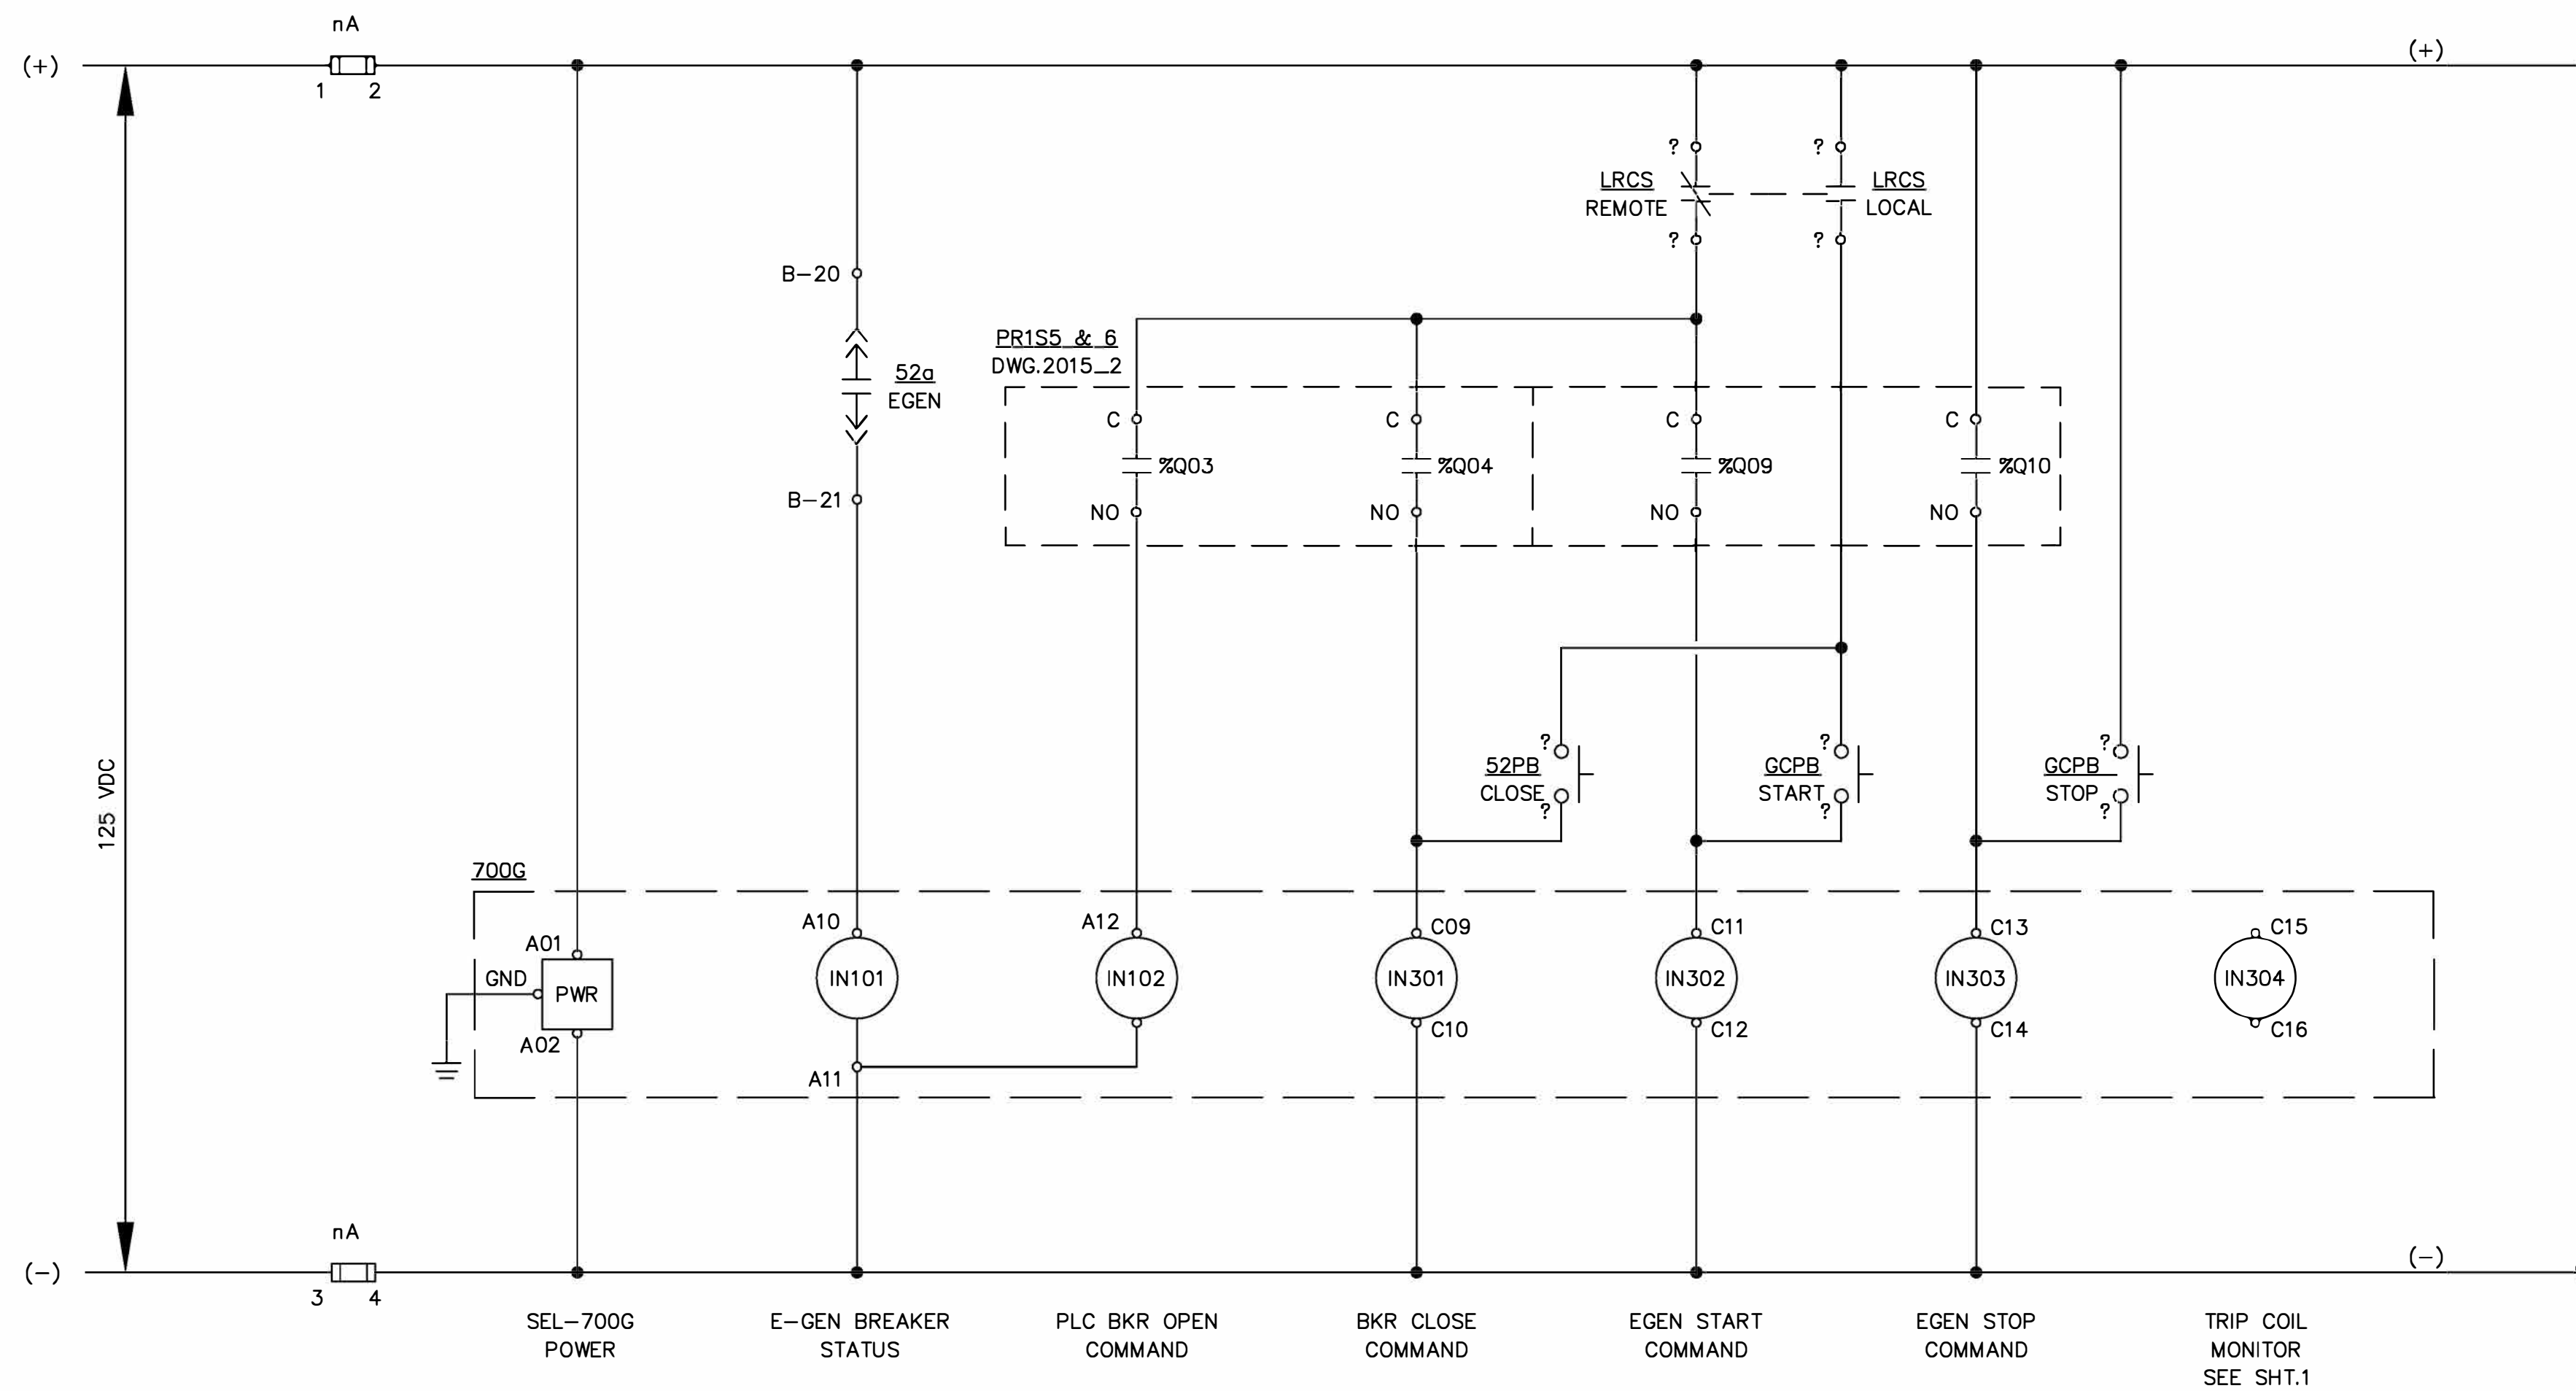 nA
(+)
1 2
(+)
?
?
LRCS
REMOTE
LRCS
LOCAL
?
?
B-20
PR1S5 & 6
DWG.2015_2
52a
EGEN
C
%Q03
NO
C
%Q04
NO
C
%Q09
NO
C
%Q10
NO
B-21
125 VDC
?
52PB
CLOSE
?
?
GCPB
START
?
?
GCPB
STOP
?
700G
A01
GND
PWR
A02
A10
IN101
A11
A12
IN102
C09
IN301
C10
C11
IN302
C12
C13
IN303
C14
C15
IN304
C16
nA
(-)
3 4
(-)
SEL-700G
POWER
E-GEN BREAKER
STATUS
PLC BKR OPEN
COMMAND
BKR CLOSE
COMMAND
EGEN START
COMMAND
EGEN STOP
COMMAND
TRIP COIL
MONITOR
SEE SHT.1